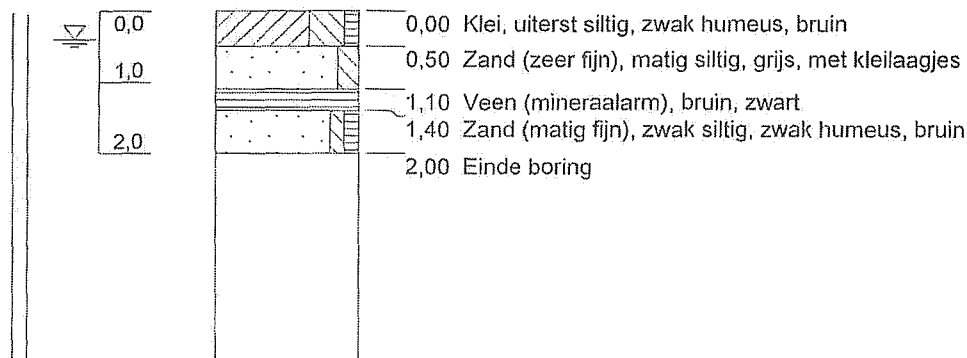 0,0
1,0
2,0
0,00 Klei, uiterst siltig, zwak humeus, bruin
0,50 Zand (zeer fijn), matig siltig, grijs, met kleilaagjes
1,10 Veen (mineraalarm), bruin, zwart
1,40 Zand (matig fijn), zwak siltig, zwak humeus, bruin
2,00 Einde boring